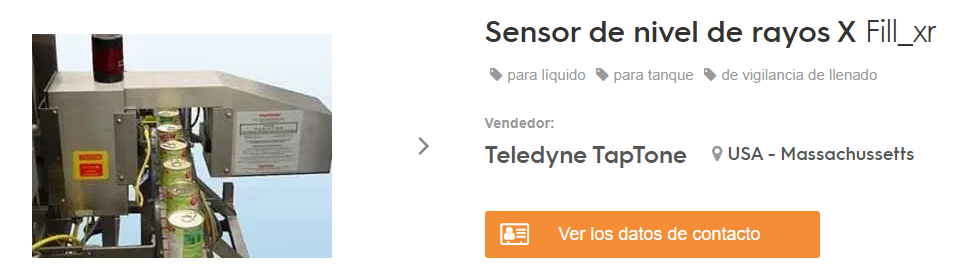 Sensor de nivel de rayos X Fill_xr
para líquido para tanque de vigilancia de llenado
Vendedor:
Teledyne TapTone USA - Massachussetts
Ver los datos de contacto